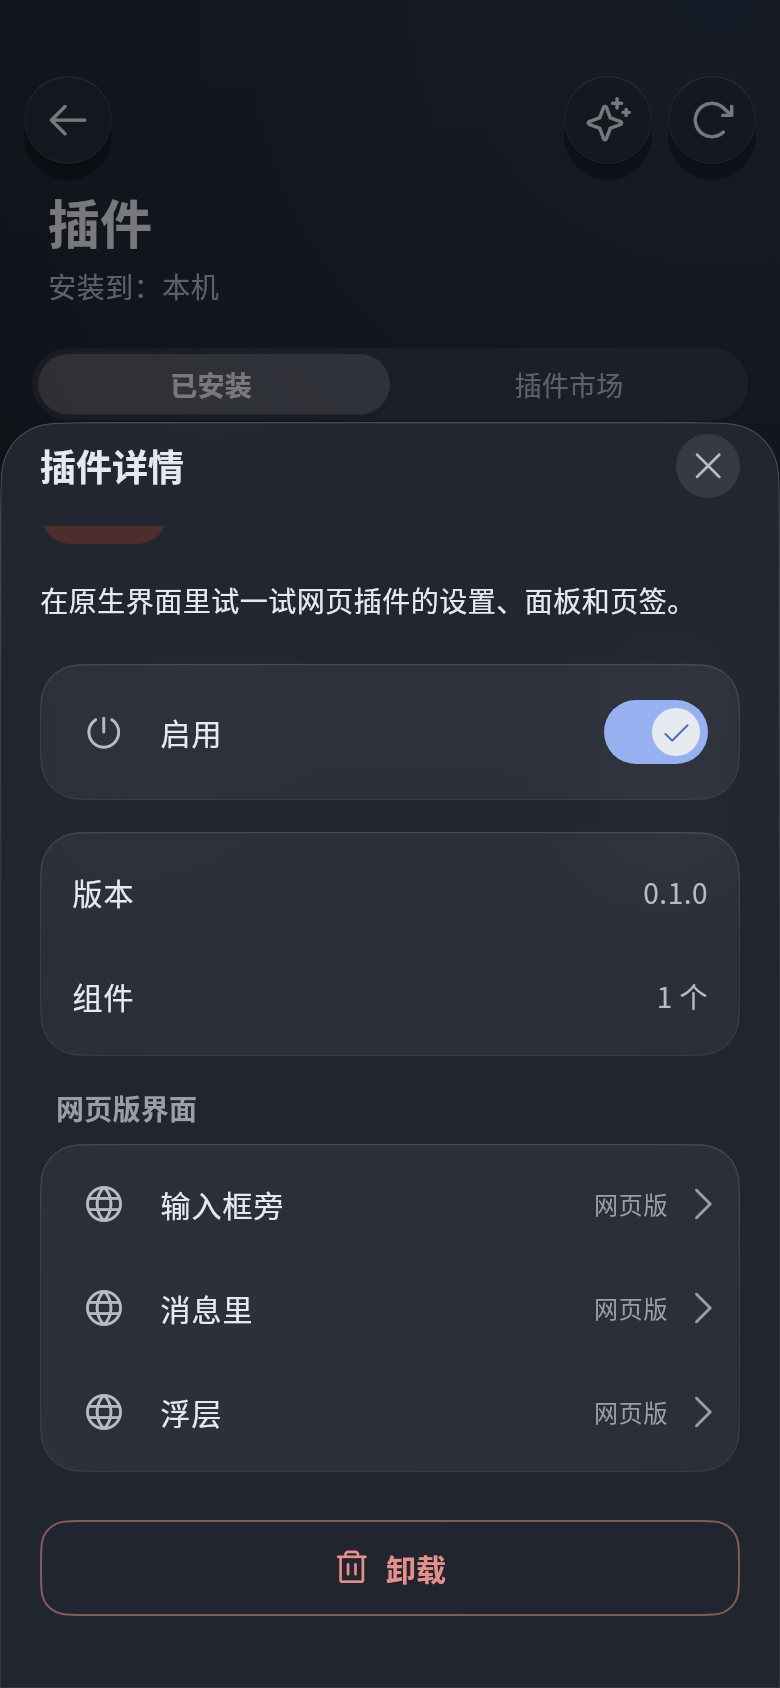 插件
安装到：本机
已安装
插件市场
插件详情
在原生界面里试一试网页插件的设置、面板和页签。
启用
版本
0.1.0
组件
1 个
网页版界面
输入框旁
网页版
消息里
网页版
浮层
网页版
卸载